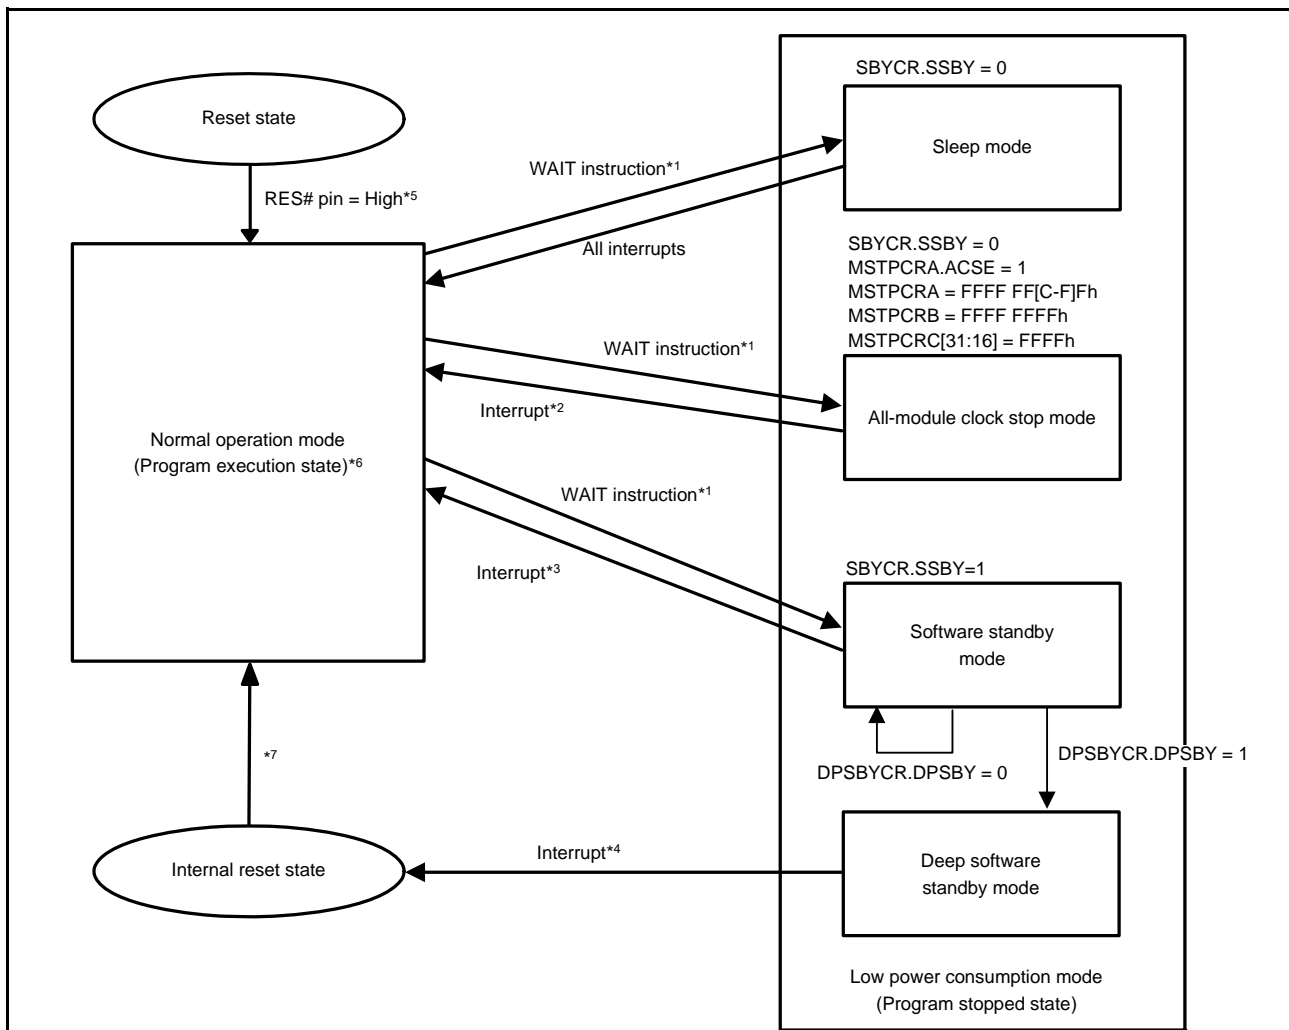 SBYCR.SSBY = 0
Reset state
Sleep mode
WAIT instruction*1
RES# pin = High*5
All interrupts
SBYCR.SSBY = 0
MSTPCRA.ACSE = 1
MSTPCRA = FFFF FF[C-F]Fh
MSTPCRB = FFFF FFFFh
MSTPCRC[31:16] = FFFFh
WAIT instruction*1
Interrupt*2
All-module clock stop mode
Normal operation mode
(Program execution state)*6
WAIT instruction*1
Interrupt*3
SBYCR.SSBY=1
Software standby
mode
*7
DPSBYCR.DPSBY = 0
DPSBYCR.DPSBY = 1
Interrupt*4
Internal reset state
Deep software
standby mode
Low power consumption mode
(Program stopped state)